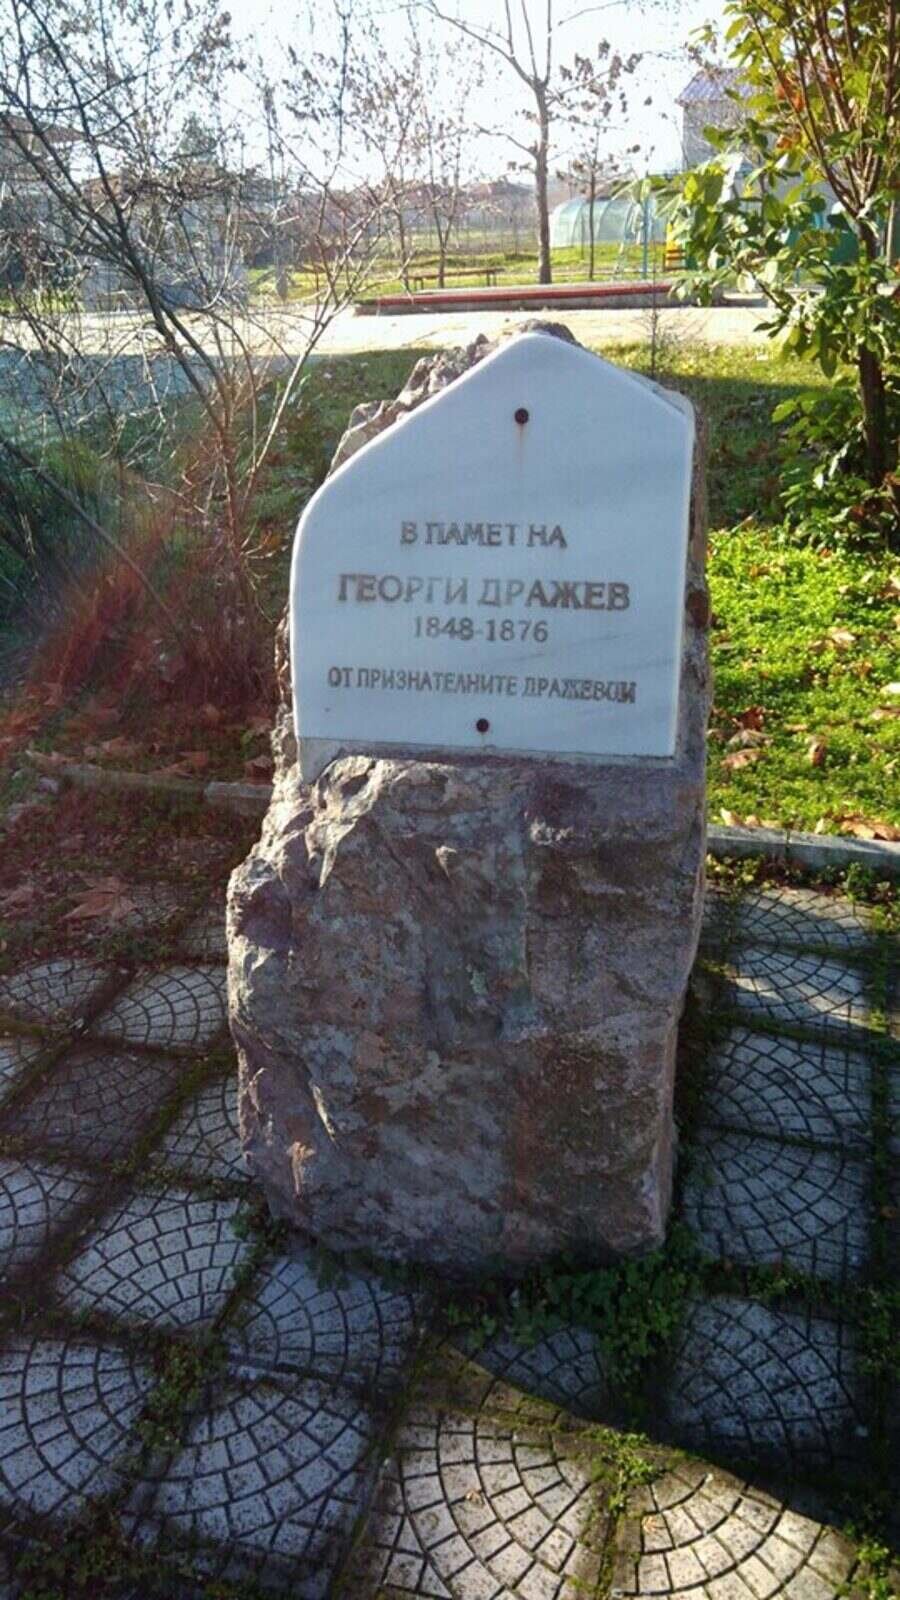 В ПАМЕТ НА
ГЕОРГИ ДРАЖЕВ
1848-1876
ОТ ПРИЗНАТЕЛНИТЕ ДРАЖЕВЦИ